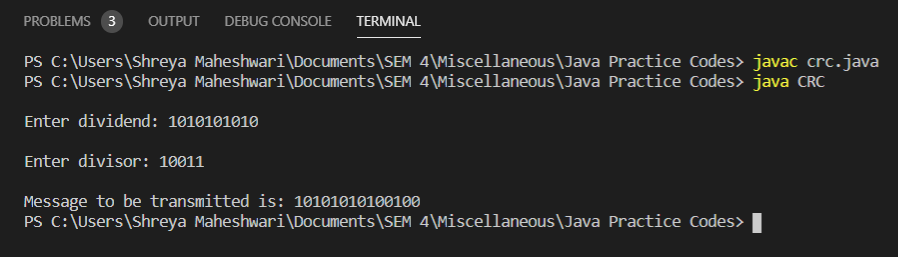 PROBLEMS 3 OUTPUT DEBUG CONSOLE TERMINAL
PS C:\Users\Shreya Maheshwari\Documents\SEM 4\Miscellaneous\Java Practice Codes> javac crc.java
PS C:\Users\Shreya Maheshwari\Documents\SEM 4\Miscellaneous\Java Practice Codes> java CRC
Enter dividend: 1010101010
Enter divisor: 10011
Message to be transmitted is: 10101010100100
PS C:\Users\Shreya Maheshwari\Documents\SEM 4\Miscellaneous\Java Practice Codes>